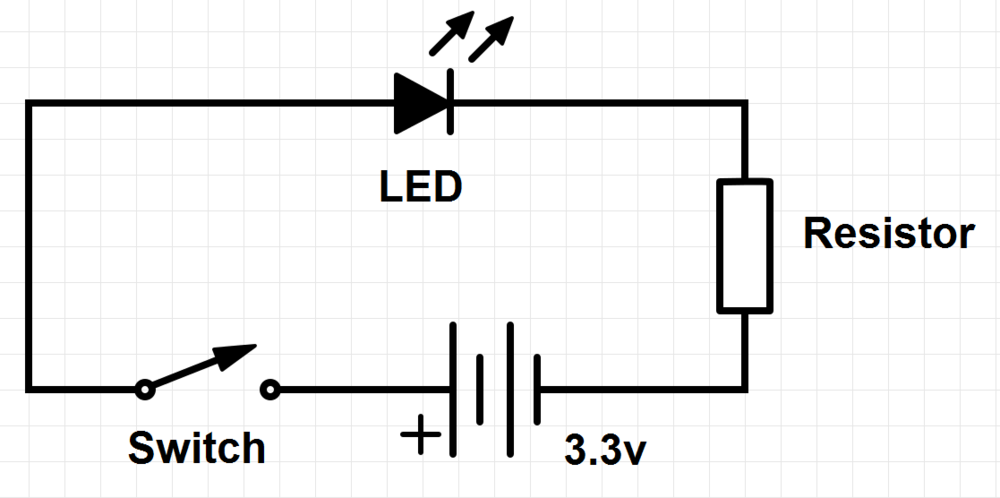 LED
Resistor
Switch
+
3.3v